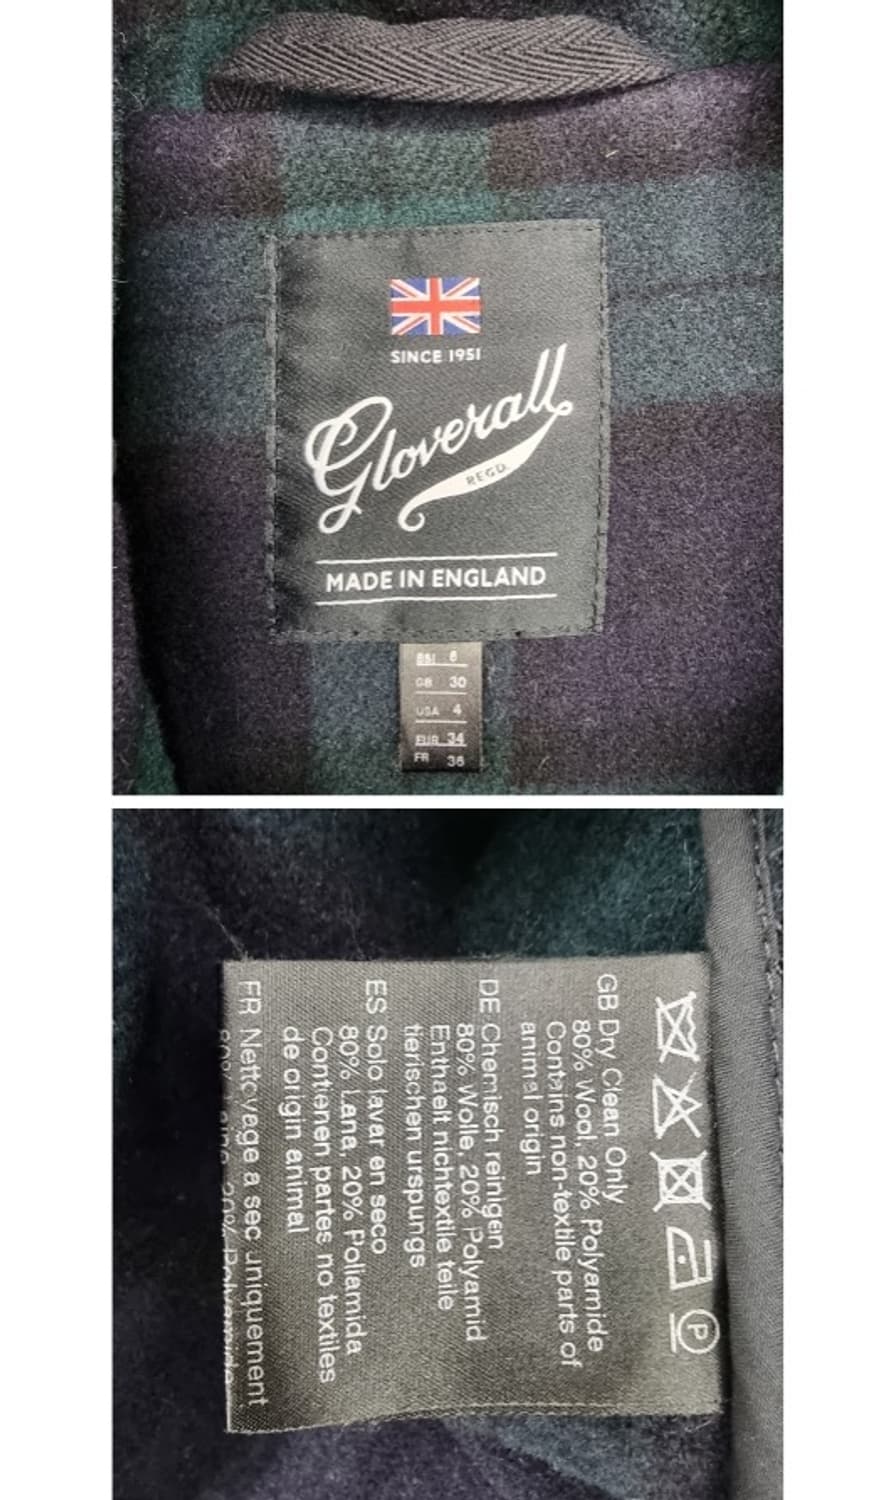 SINCE 1951
Gloverall
REGD.
MADE IN ENGLAND
BSI 6
GB 30
USA 4
EUR 34
FR 36
P
GB Dry Clean Only
80% Wool, 20% Polyamide
Contains non-textile parts of
animal origin
DE Chemisch reinigen
80% Wolle, 20% Polyamid
Enthaelt nichtextile teile
tierischen urspungs
ES Solo lavar en seco
80% Lana, 20% Poliamida
Contienen partes no textiles
de origin animal
FR Nettoyage a sec uniquement